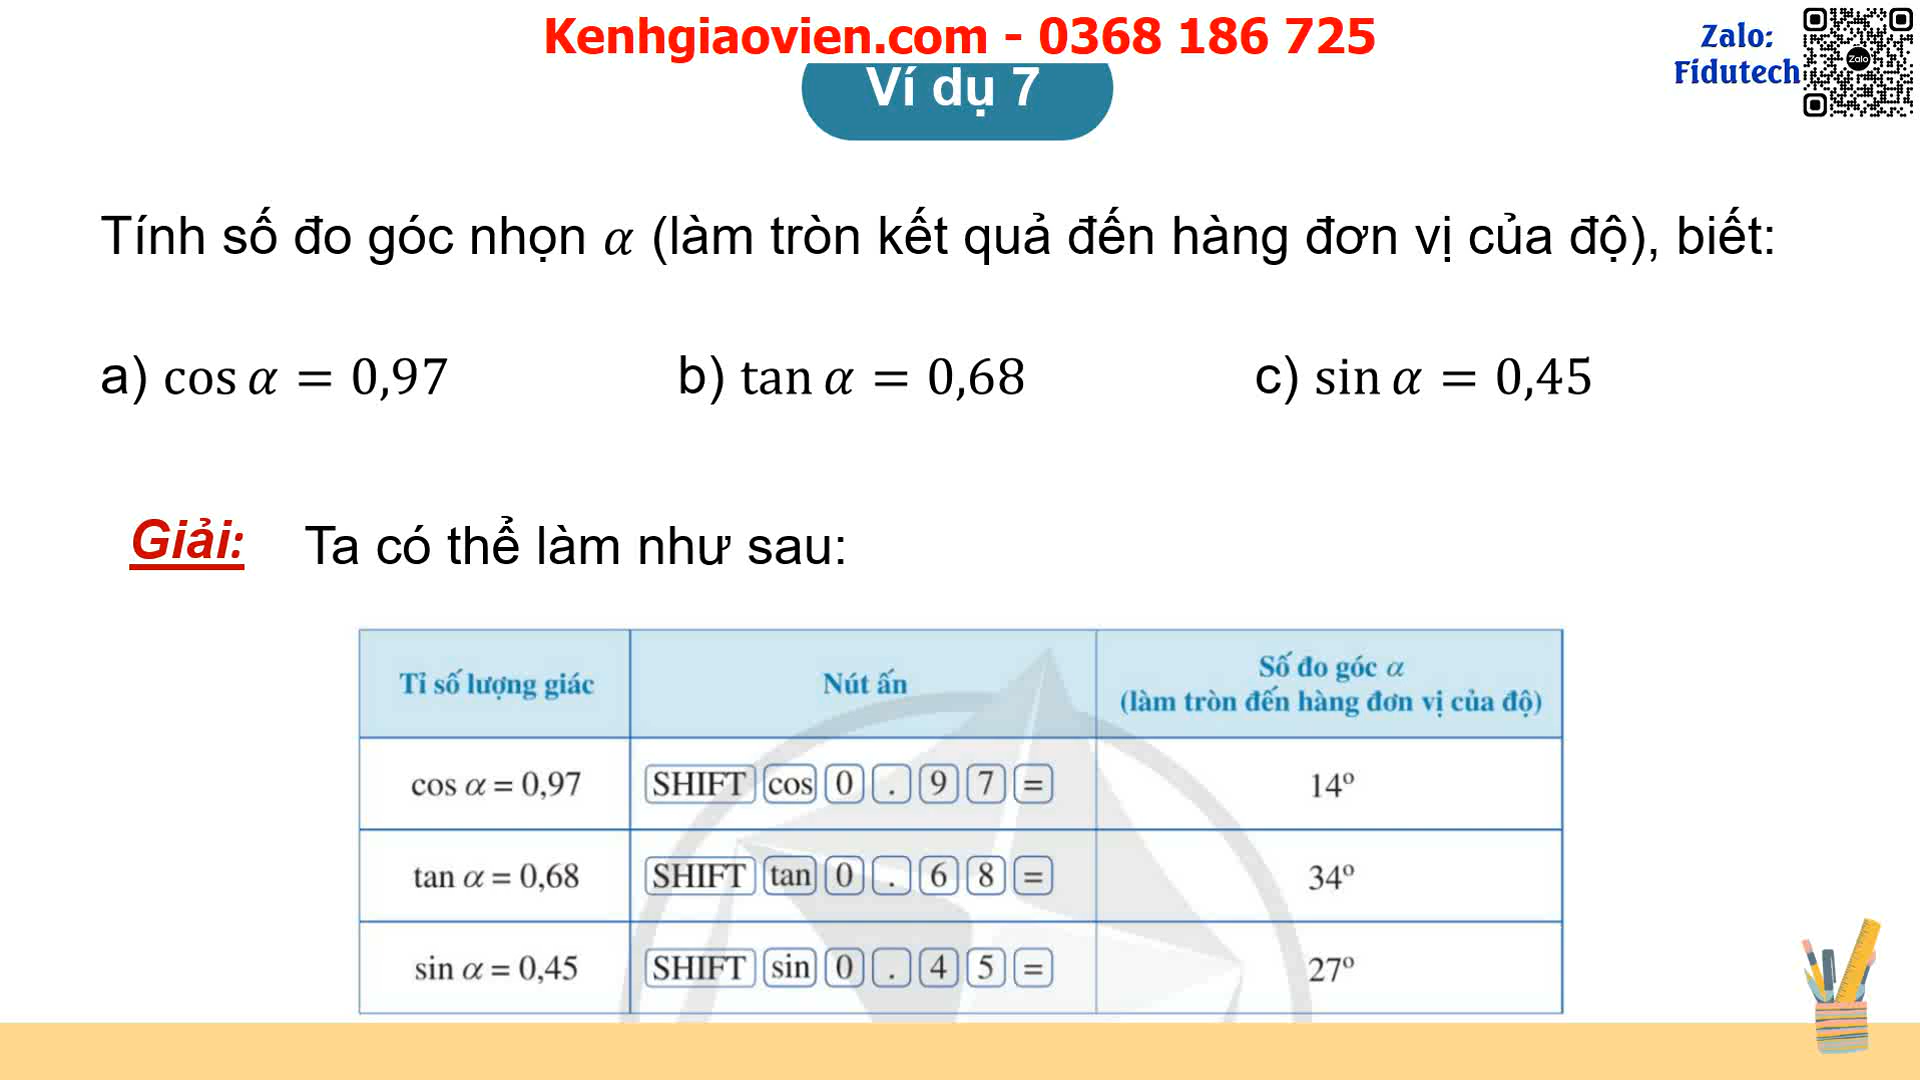 Kenhgiaovien.com - 0368 186 725
Zalo:
Fidutech
Zalo
Ví dụ 7
Tính số đo góc nhọn α (làm tròn kết quả đến hàng đơn vị của độ), biết:
a) cos α = 0,97 b) tan α = 0,68 c) sin α = 0,45
Giải: Ta có thể làm như sau:
Tỉ số lượng giác Nút ấn Số đo góc α
(làm tròn đến hàng đơn vị của độ)
cos α = 0,97 SHIFT cos 0 . 9 7 = 14º
tan α = 0,68 SHIFT tan 0 . 6 8 = 34º
sin α = 0,45 SHIFT sin 0 . 4 5 = 27º